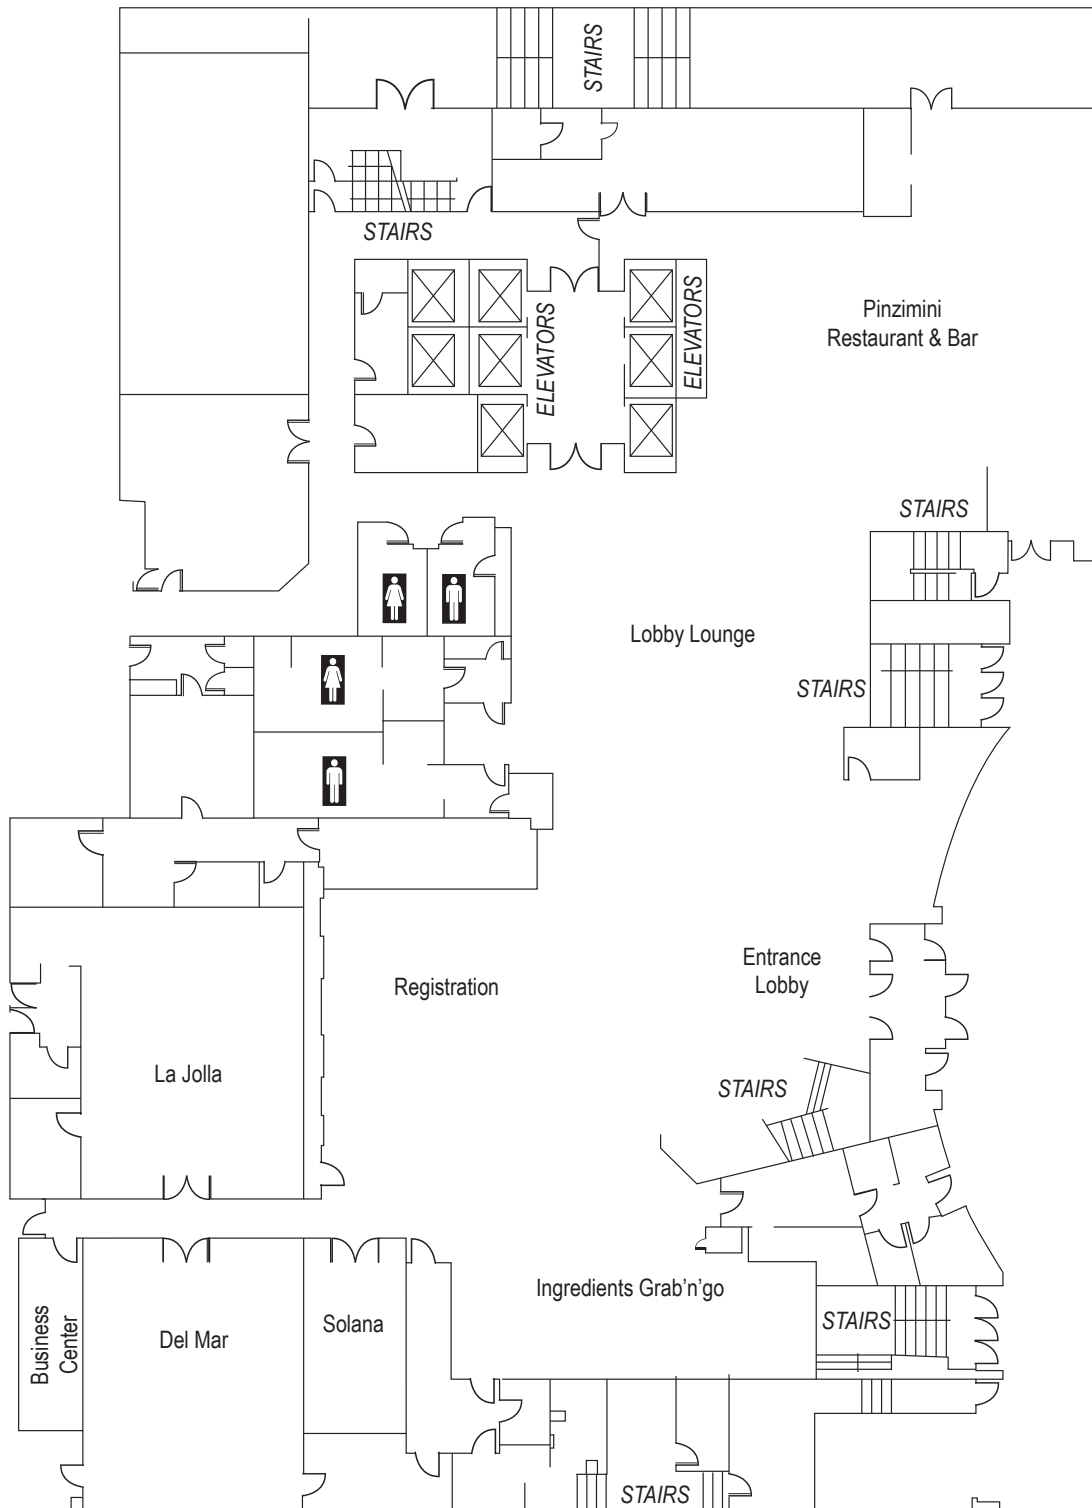 STAIRS
STAIRS
ELEVATORS
ELEVATORS
Pinzimini
Restaurant & Bar
STAIRS
Lobby Lounge
STAIRS
Entrance
Lobby
Registration
La Jolla
STAIRS
Ingredients Grab'n'go
Business
Center
Del Mar
Solana
STAIRS
STAIRS